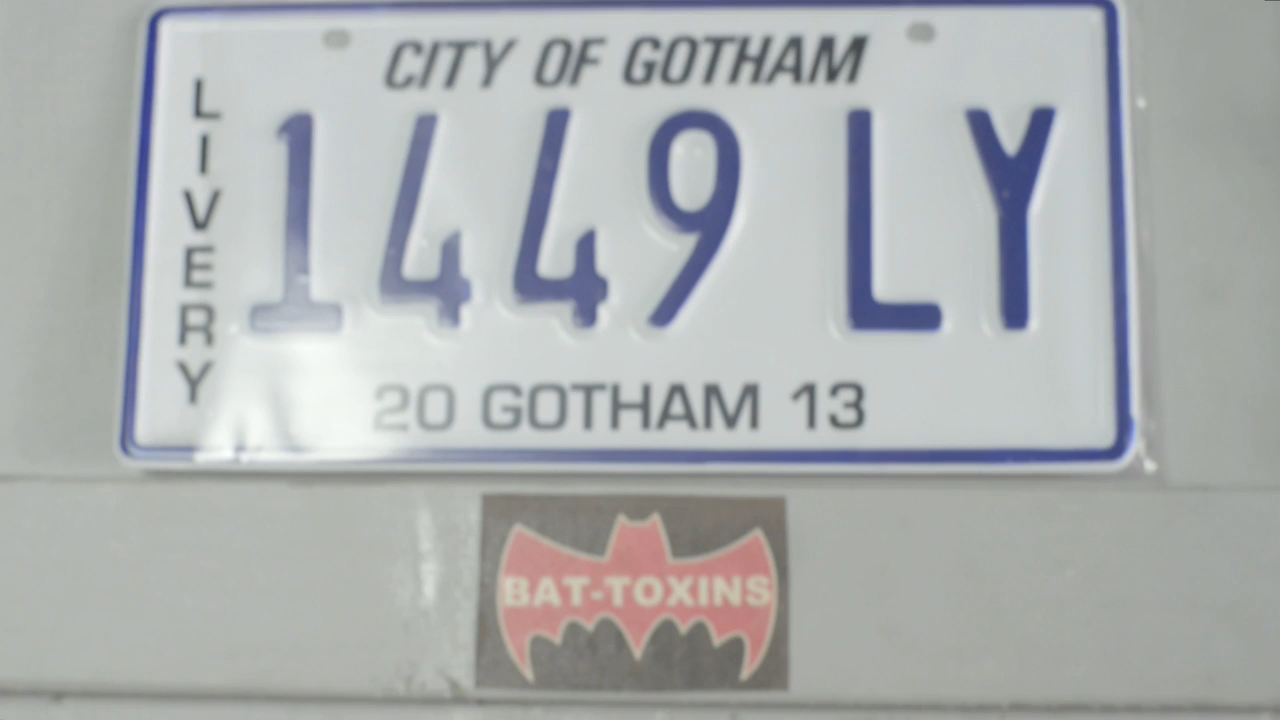 CITY OF GOTHAM
LIVERY
1449 LY
20 GOTHAM 13
BAT-TOXINS